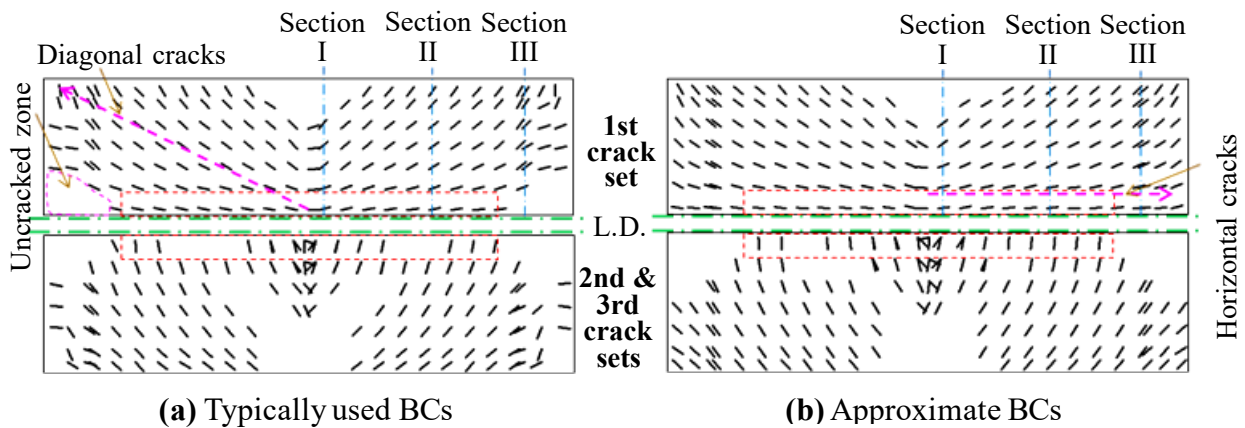 Section
I
Section
II
Section
III
Diagonal cracks
Uncracked zone
1st
crack
set
L.D.
2nd &
3rd
crack
sets
Section
I
Section
II
Section
III
Horizontal cracks
(a) Typically used BCs
(b) Approximate BCs